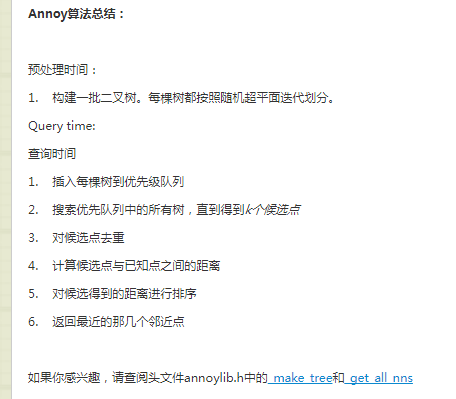 Annoy算法总结：
预处理时间：
1. 构建一批二叉树。每棵树都按照随机超平面迭代划分。
Query time:
查询时间
1. 插入每棵树到优先级队列
2. 搜索优先队列中的所有树，直到得到k个候选点
3. 对候选点去重
4. 计算候选点与已知点之间的距离
5. 对候选得到的距离进行排序
6. 返回最近的那几个邻近点
如果你感兴趣，请查阅头文件annoylib.h中的_make_tree和_get_all_nns